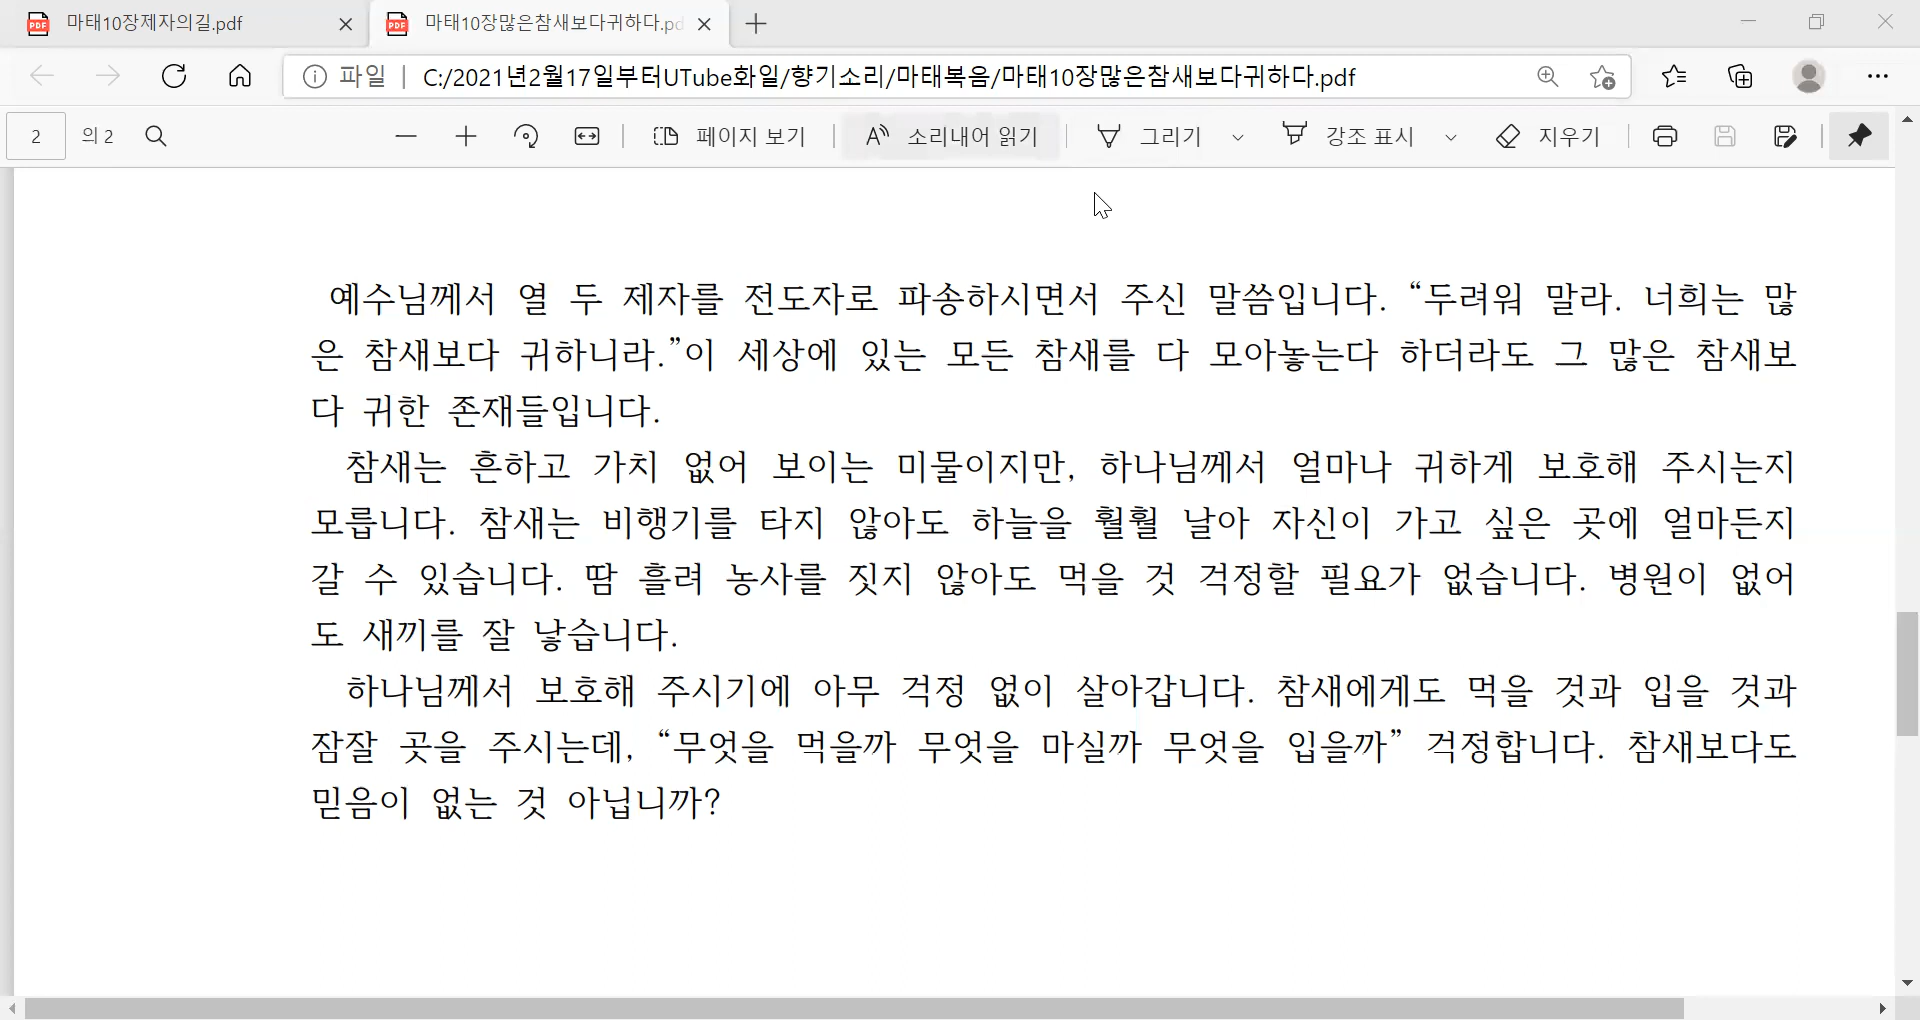 마태10장제자의길.pdf
마태10장많은참새보다귀하다.pd
파일 | C:/2021년2월17일부터UTube화일/향기소리/마태복음/마태10장많은참새보다귀하다.pdf
2 의 2 페이지 보기 소리내어 읽기 그리기 강조 표시 지우기
예수님께서 열 두 제자를 전도자로 파송하시면서 주신 말씀입니다. “두려워 말라. 너희는 많
은 참새보다 귀하니라.”이 세상에 있는 모든 참새를 다 모아놓는다 하더라도 그 많은 참새보
다 귀한 존재들입니다.
참새는 흔하고 가치 없어 보이는 미물이지만, 하나님께서 얼마나 귀하게 보호해 주시는지
모릅니다. 참새는 비행기를 타지 않아도 하늘을 훨훨 날아 자신이 가고 싶은 곳에 얼마든지
갈 수 있습니다. 땀 흘려 농사를 짓지 않아도 먹을 것 걱정할 필요가 없습니다. 병원이 없어
도 새끼를 잘 낳습니다.
하나님께서 보호해 주시기에 아무 걱정 없이 살아갑니다. 참새에게도 먹을 것과 입을 것과
잠잘 곳을 주시는데, “무엇을 먹을까 무엇을 마실까 무엇을 입을까” 걱정합니다. 참새보다도
믿음이 없는 것 아닙니까?